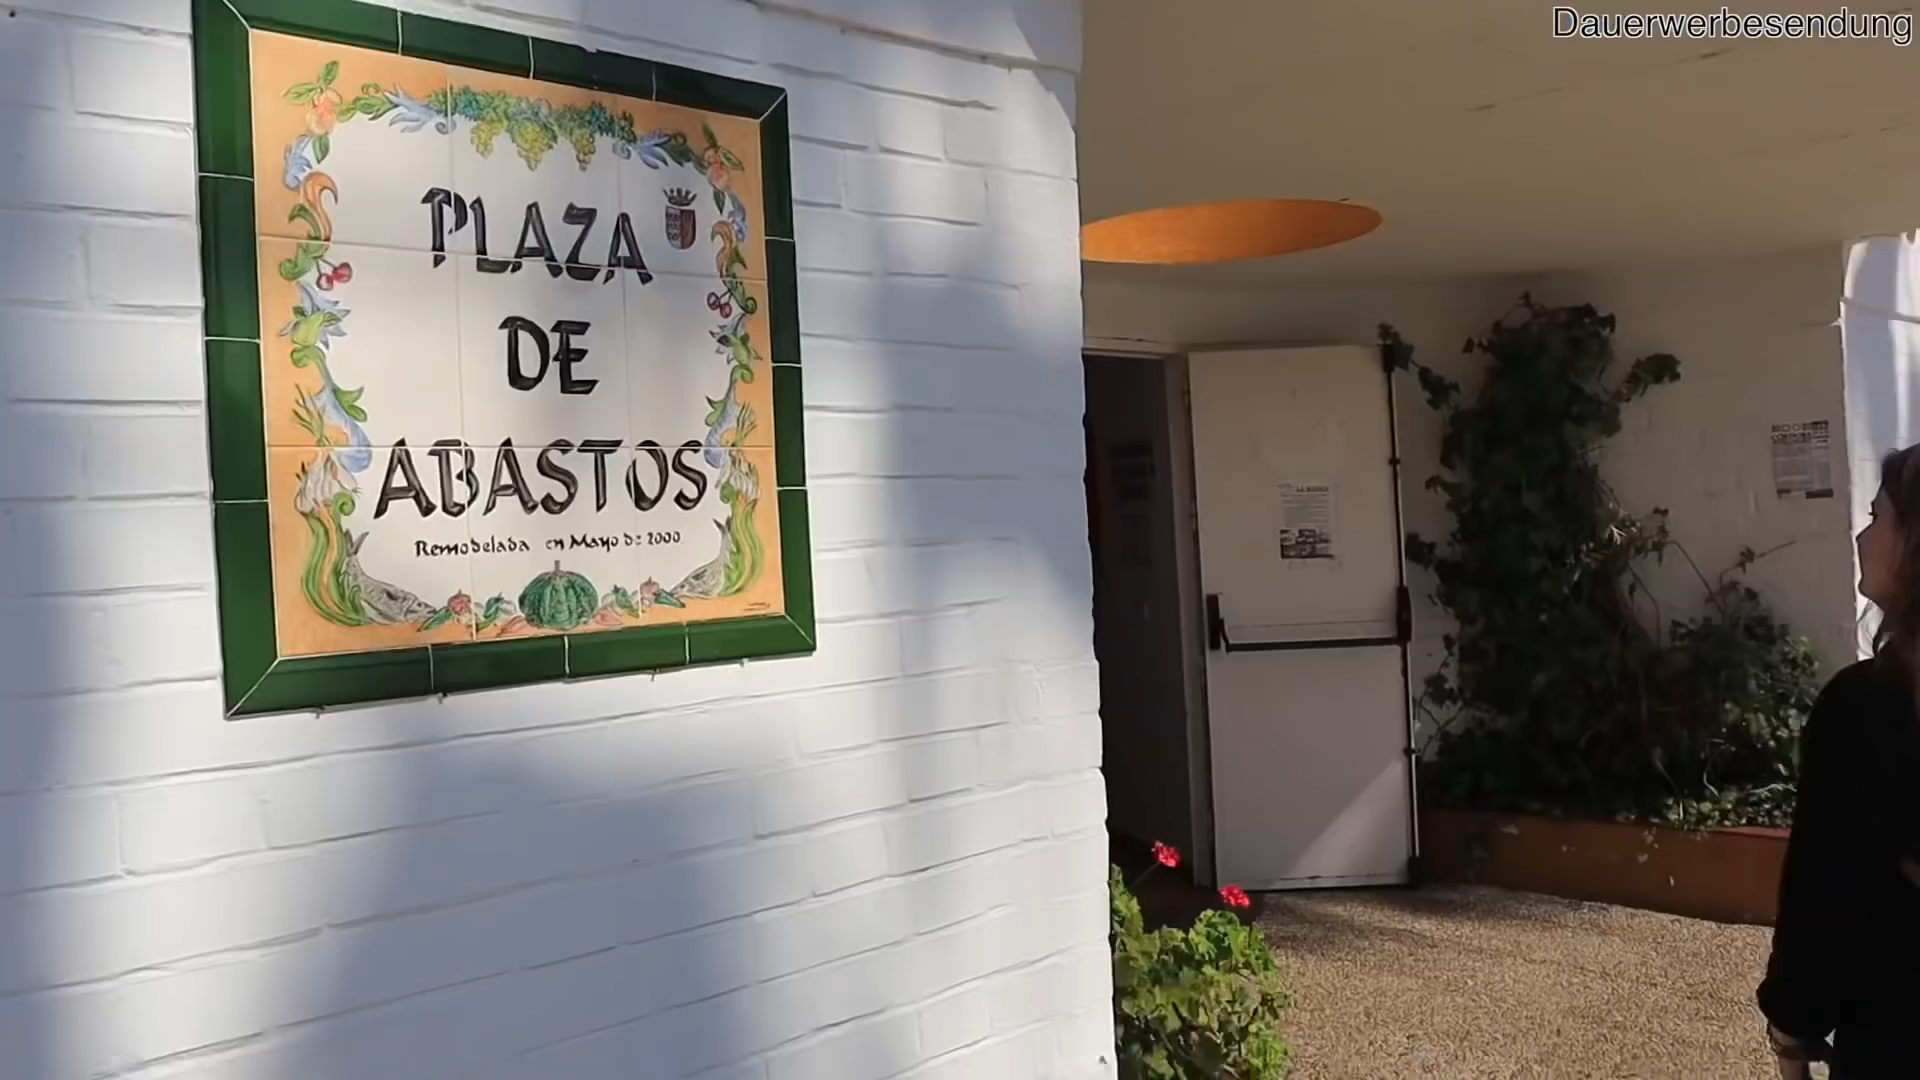 Dauerwerbesendung
PLAZA
DE
ABASTOS
Remodelada en Mayo de 2000